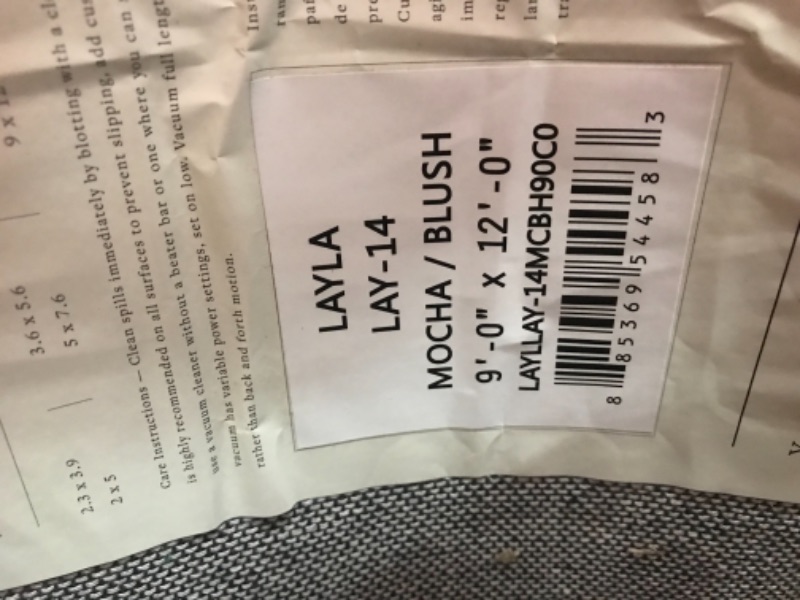 9 x 12
3.6 x 5.6
5 x 7.6
2.3 x 3.9
2 x 5
Care Instructions – Clean spills immediately by blotting with a
is highly recommended on all surfaces to prevent slipping, add
use a vacuum cleaner without a beater bar or one where you can
vacuum has variable power settings, set on low. Vacuum full
rather than back and forth motion.
LAYLA
LAY-14
MOCHA / BLUSH
9'-0" X 12'-0"
LAYLLAY-14MCBH90C0
8 85369 54458 3
de